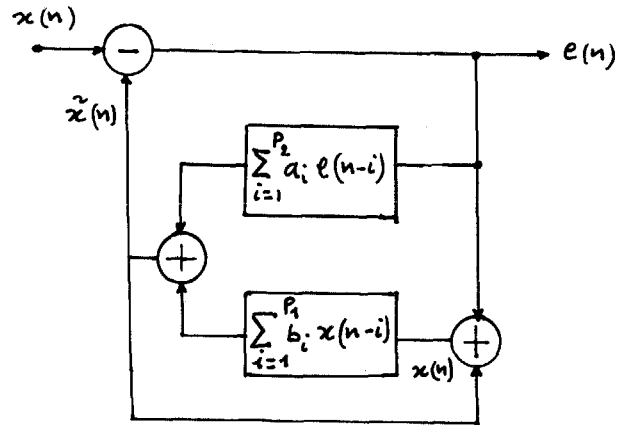 x(n)
−
e(n)
x̃(n)
P₂
∑ aᵢ e(n-i)
i=1
+
P₁
∑ bᵢ x(n-i)
i=1
+
x(n)